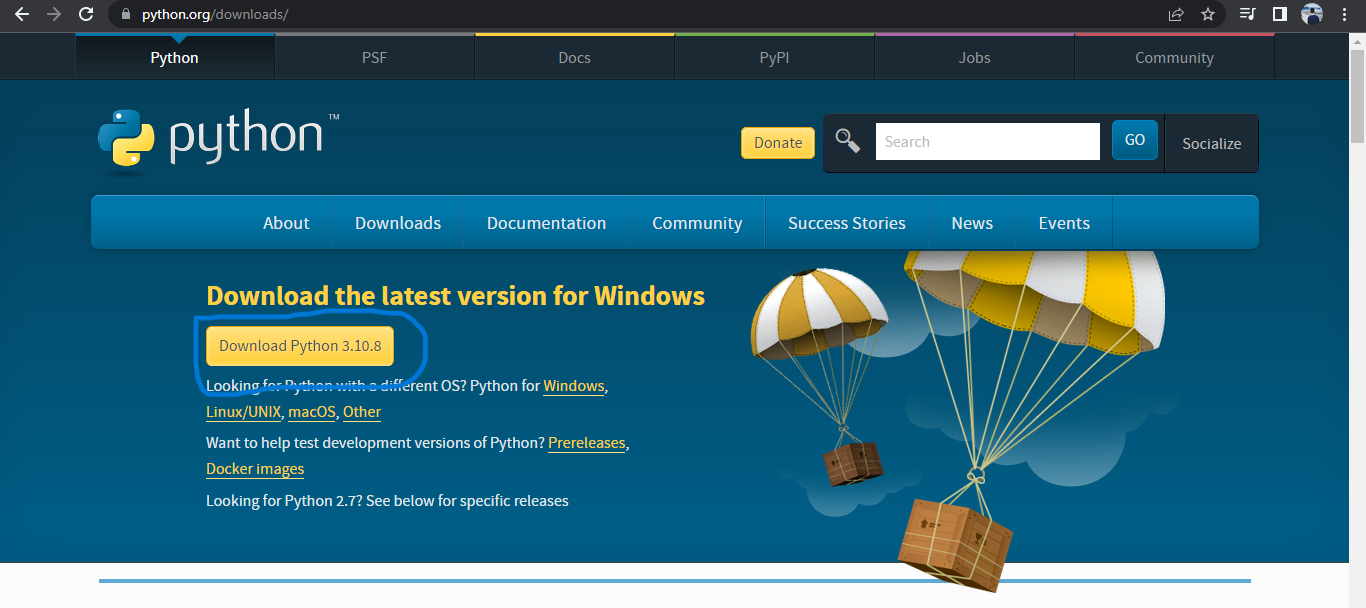 python.org/downloads/
Python PSF Docs PyPI Jobs Community
python™
Donate Search GO Socialize
About Downloads Documentation Community Success Stories News Events
Download the latest version for Windows
Download Python 3.10.8
Looking for Python with a different OS? Python for Windows,
Linux/UNIX, macOS, Other
Want to help test development versions of Python? Prereleases,
Docker images
Looking for Python 2.7? See below for specific releases